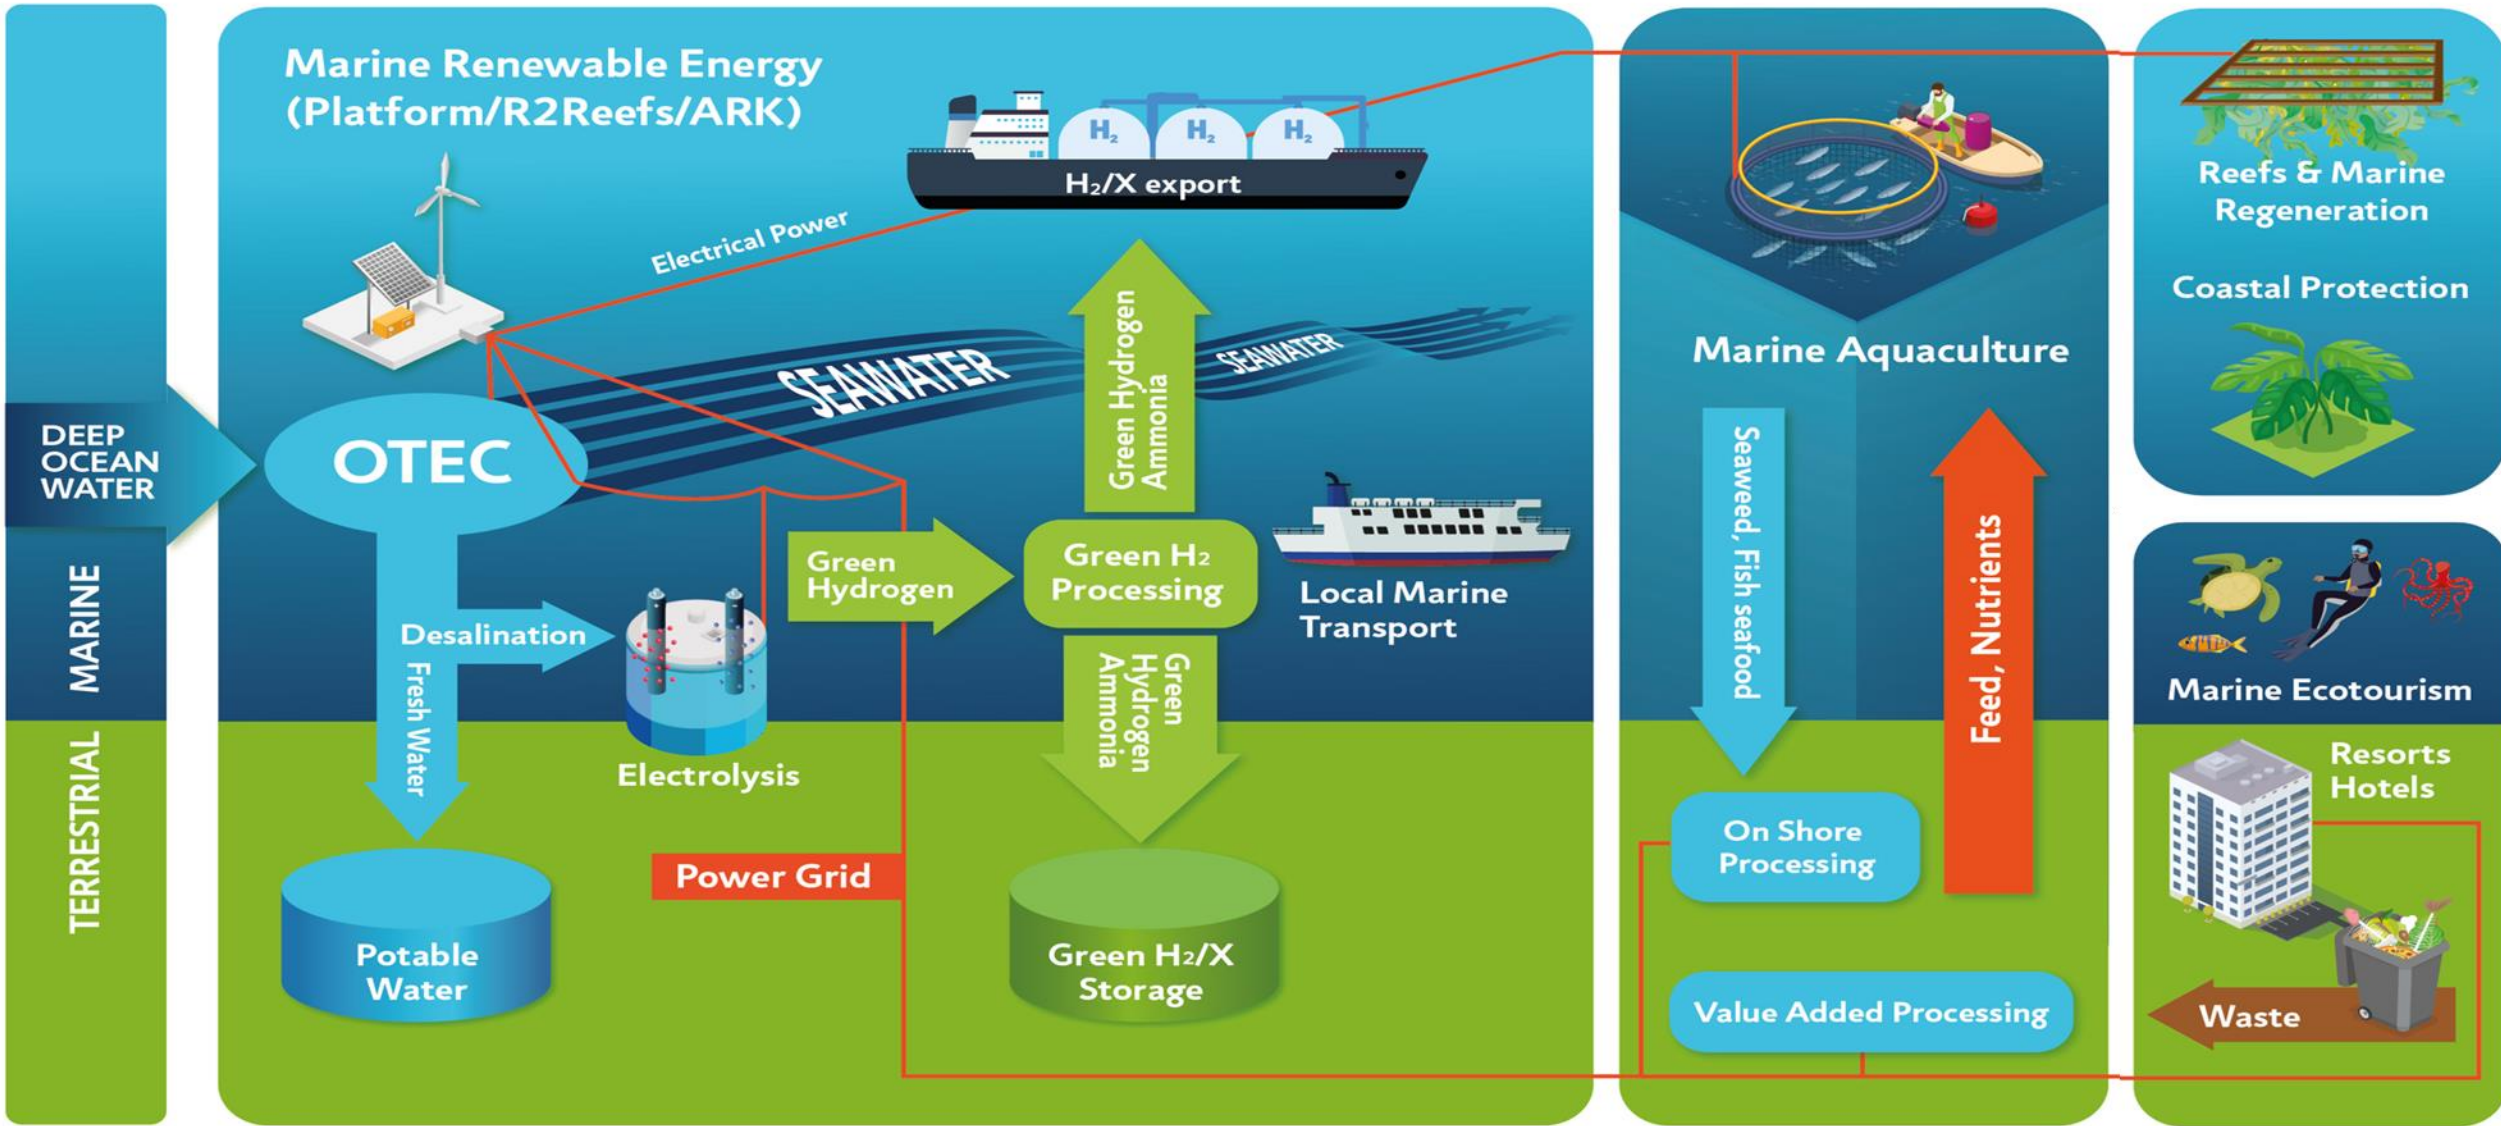 Marine Renewable Energy
(Platform/R2Reefs/ARK)
H₂
H₂
H₂
H₂/X export
Electrical Power
SEAWATER
SEAWATER
DEEP
OCEAN
WATER
OTEC
Green Hydrogen
Ammonia
Green
Hydrogen
Green H₂
Processing
Local Marine
Transport
Desalination
Fresh Water
Electrolysis
Green
Hydrogen
Ammonia
Power Grid
Potable
Water
Green H₂/X
Storage
MARINE
TERRESTRIAL
Marine Aquaculture
Seaweed, Fish seafood
Feed, Nutrients
On Shore
Processing
Value Added Processing
Reefs & Marine
Regeneration
Coastal Protection
Marine Ecotourism
Resorts
Hotels
Waste